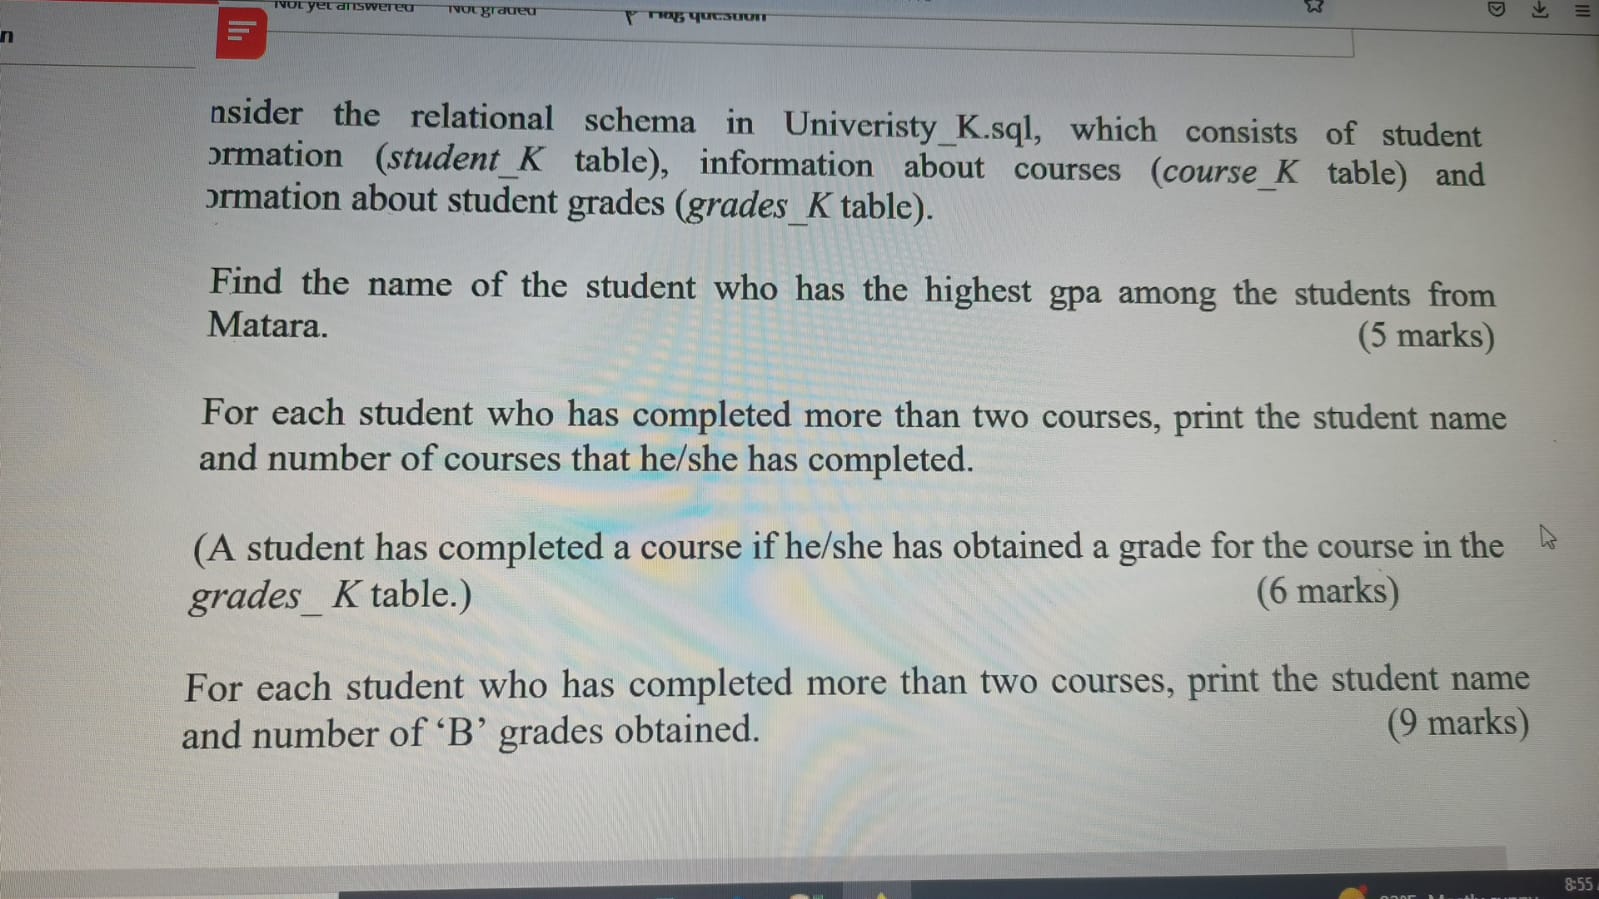 n
Not yet answered Not graded Flag question
nsider the relational schema in Univeristy_K.sql, which consists of student
ormation (student_K table), information about courses (course_K table) and
ormation about student grades (grades_K table).
Find the name of the student who has the highest gpa among the students from
Matara.
(5 marks)
For each student who has completed more than two courses, print the student name
and number of courses that he/she has completed.
(A student has completed a course if he/she has obtained a grade for the course in the
grades_ K table.)
(6 marks)
For each student who has completed more than two courses, print the student name
and number of ‘B’ grades obtained.
(9 marks)
8:55